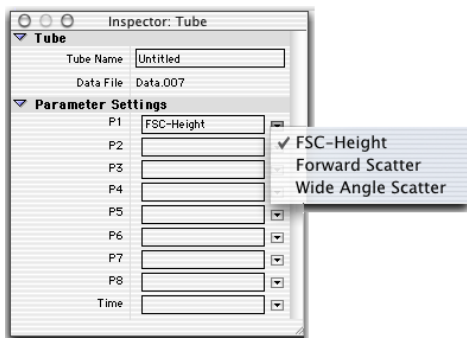 Inspector: Tube
Tube
Tube Name Untitled
Data File Data.007
Parameter Settings
P1 FSC-Height
✓ FSC-Height
Forward Scatter
Wide Angle Scatter
P2
P3
P4
P5
P6
P7
P8
Time